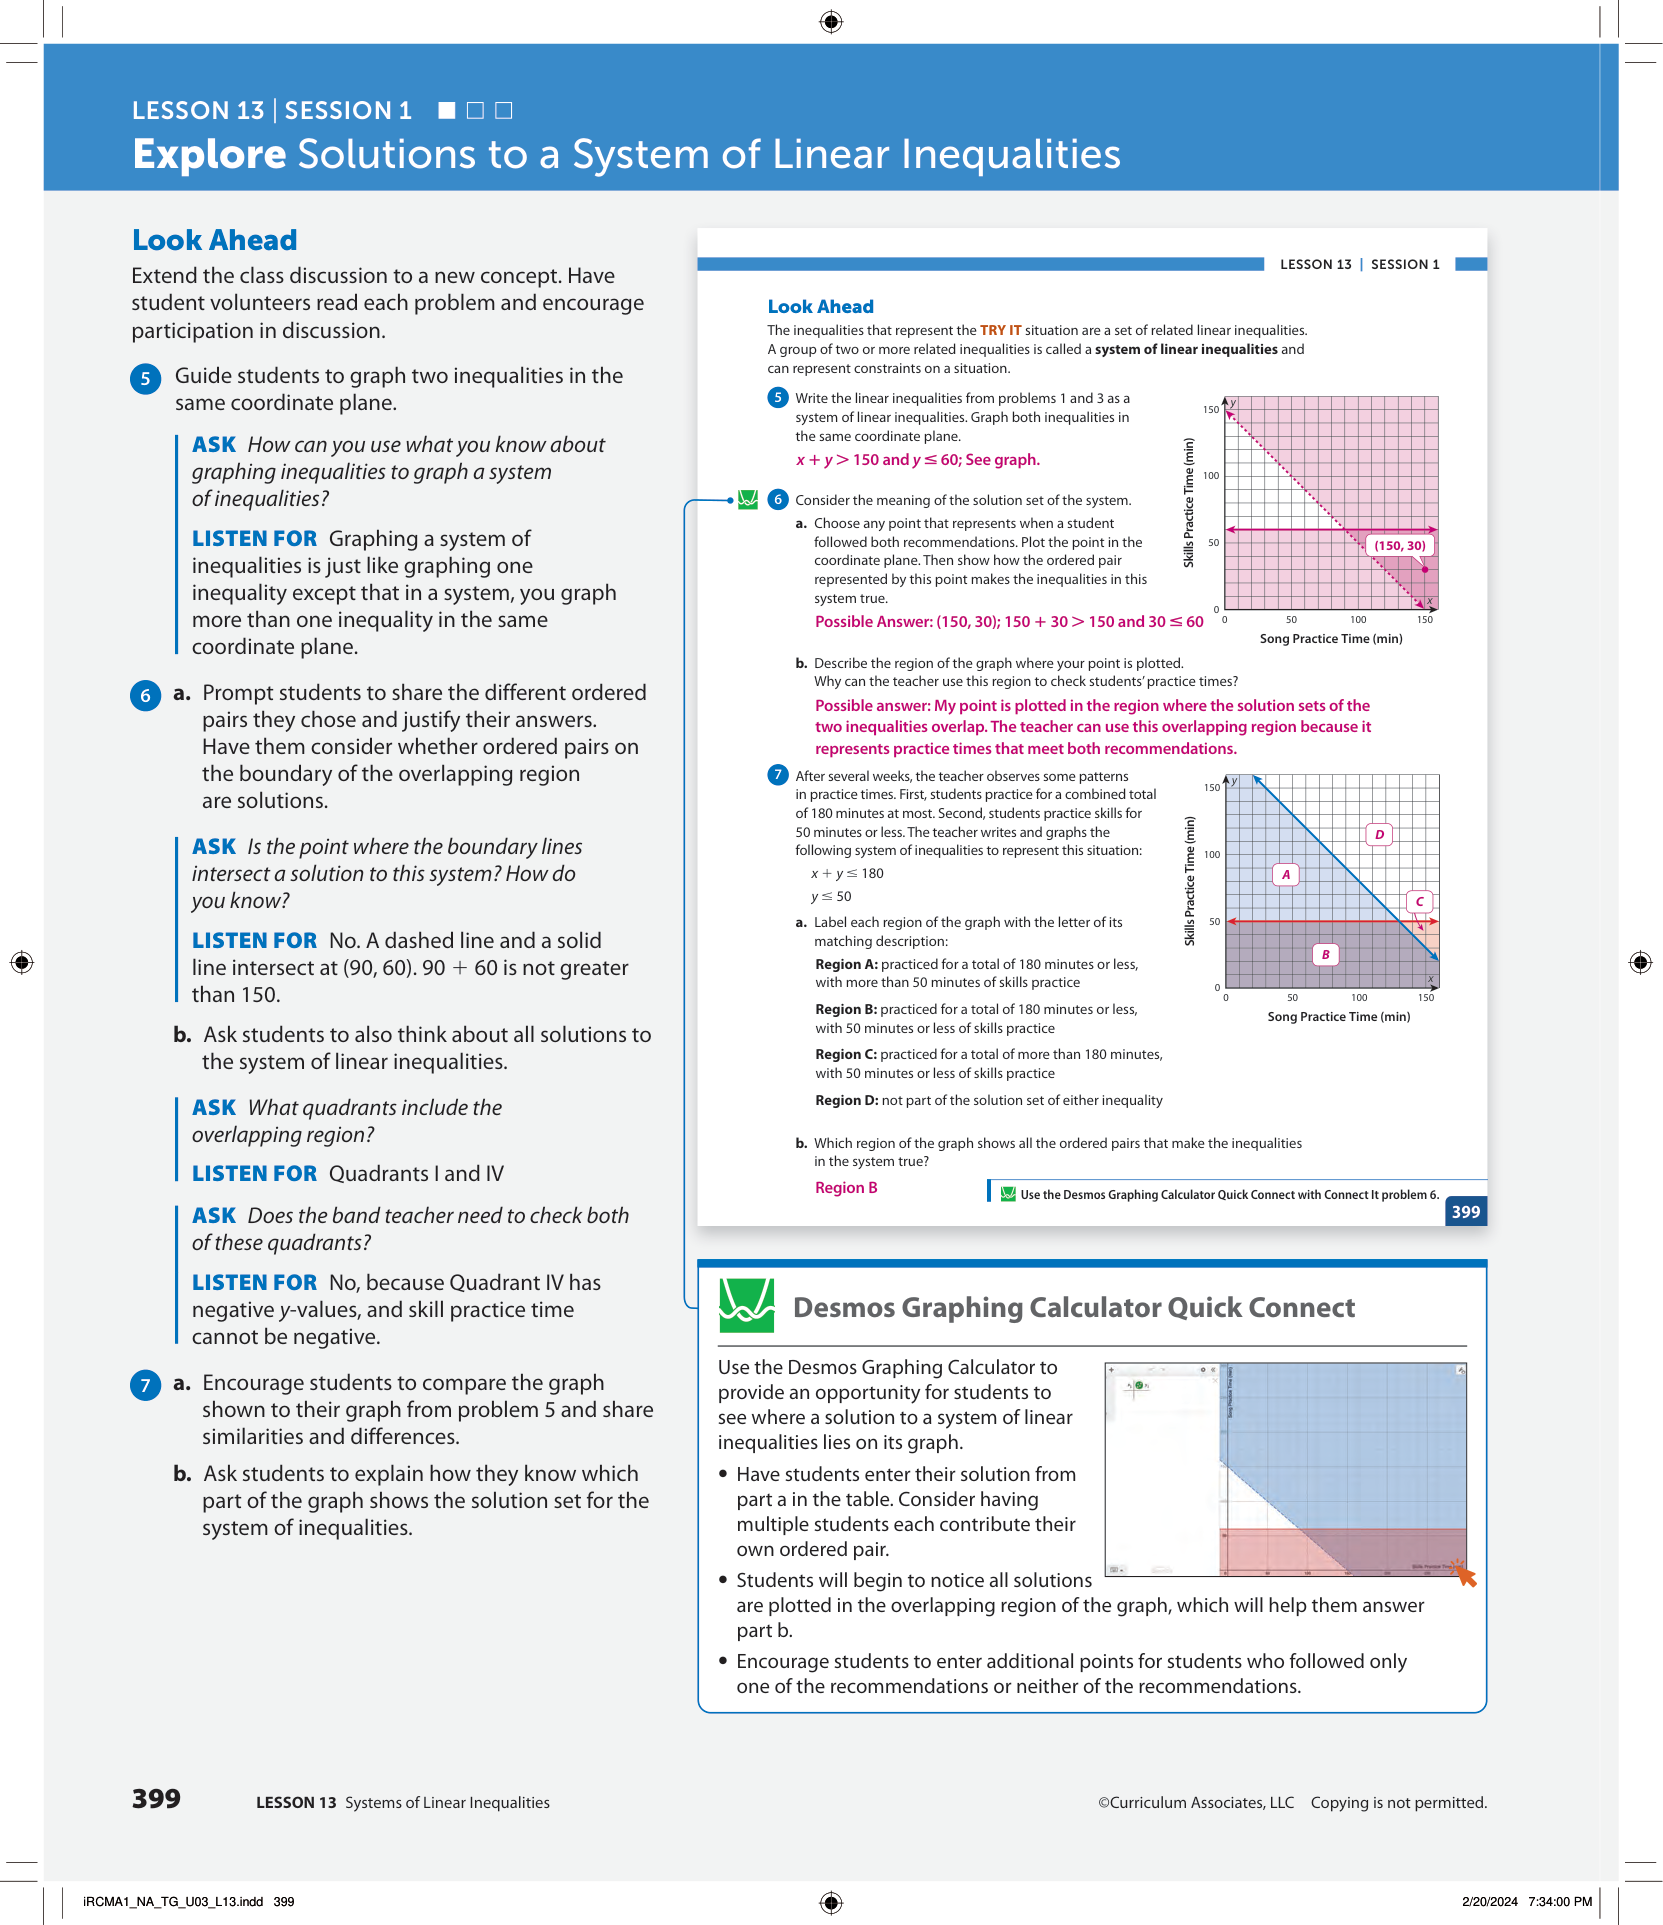 LESSON 13 | SESSION 1
Explore Solutions to a System of Linear Inequalities
Look Ahead
Extend the class discussion to a new concept. Have
student volunteers read each problem and encourage
participation in discussion.
5 Guide students to graph two inequalities in the
same coordinate plane.
ASK How can you use what you know about
graphing inequalities to graph a system
of inequalities?
LISTEN FOR Graphing a system of
inequalities is just like graphing one
inequality except that in a system, you graph
more than one inequality in the same
coordinate plane.
6 a. Prompt students to share the different ordered
pairs they chose and justify their answers.
Have them consider whether ordered pairs on
the boundary of the overlapping region
are solutions.
ASK Is the point where the boundary lines
intersect a solution to this system? How do
you know?
LISTEN FOR No. A dashed line and a solid
line intersect at (90, 60). 90 + 60 is not greater
than 150.
b. Ask students to also think about all solutions to
the system of linear inequalities.
ASK What quadrants include the
overlapping region?
LISTEN FOR Quadrants I and IV
ASK Does the band teacher need to check both
of these quadrants?
LISTEN FOR No, because Quadrant IV has
negative y-values, and skill practice time
cannot be negative.
7 a. Encourage students to compare the graph
shown to their graph from problem 5 and share
similarities and differences.
b. Ask students to explain how they know which
part of the graph shows the solution set for the
system of inequalities.
LESSON 13 | SESSION 1
Look Ahead
The inequalities that represent the TRY IT situation are a set of related linear inequalities.
A group of two or more related inequalities is called a system of linear inequalities and
can represent constraints on a situation.
5 Write the linear inequalities from problems 1 and 3 as a
system of linear inequalities. Graph both inequalities in
the same coordinate plane.
x + y > 150 and y ≤ 60; See graph.
6 Consider the meaning of the solution set of the system.
a. Choose any point that represents when a student
followed both recommendations. Plot the point in the
coordinate plane. Then show how the ordered pair
represented by this point makes the inequalities in this
system true.
Possible Answer: (150, 30); 150 + 30 > 150 and 30 ≤ 60
y
150
100
50
0
Skills Practice Time (min)
(150, 30)
x
0 50 100 150
Song Practice Time (min)
b. Describe the region of the graph where your point is plotted.
Why can the teacher use this region to check students' practice times?
Possible answer: My point is plotted in the region where the solution sets of the
two inequalities overlap. The teacher can use this overlapping region because it
represents practice times that meet both recommendations.
7 After several weeks, the teacher observes some patterns
in practice times. First, students practice for a combined total
of 180 minutes at most. Second, students practice skills for
50 minutes or less. The teacher writes and graphs the
following system of inequalities to represent this situation:
x + y ≤ 180
y ≤ 50
a. Label each region of the graph with the letter of its
matching description:
Region A: practiced for a total of 180 minutes or less,
with more than 50 minutes of skills practice
Region B: practiced for a total of 180 minutes or less,
with 50 minutes or less of skills practice
Region C: practiced for a total of more than 180 minutes,
with 50 minutes or less of skills practice
Region D: not part of the solution set of either inequality
y
150
100
50
0
Skills Practice Time (min)
D
A
C
B
x
0 50 100 150
Song Practice Time (min)
b. Which region of the graph shows all the ordered pairs that make the inequalities
in the system true?
Region B
Use the Desmos Graphing Calculator Quick Connect with Connect It problem 6.
399
Desmos Graphing Calculator Quick Connect
Use the Desmos Graphing Calculator to
provide an opportunity for students to
see where a solution to a system of linear
inequalities lies on its graph.
• Have students enter their solution from
part a in the table. Consider having
multiple students each contribute their
own ordered pair.
• Students will begin to notice all solutions
are plotted in the overlapping region of the graph, which will help them answer
part b.
• Encourage students to enter additional points for students who followed only
one of the recommendations or neither of the recommendations.
399 LESSON 13 Systems of Linear Inequalities
©Curriculum Associates, LLC Copying is not permitted.
iRCMA1_NA_TG_U03_L13.indd 399
2/20/2024 7:34:00 PM